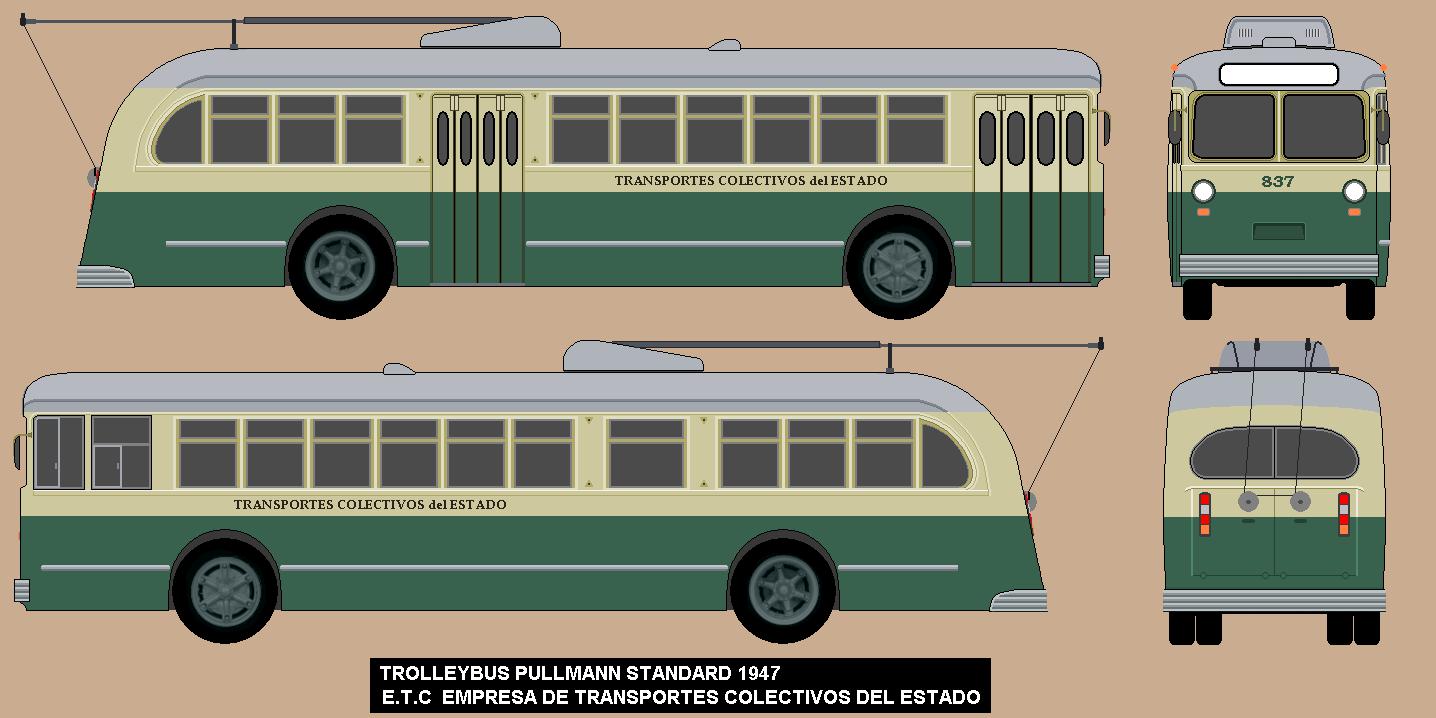 TRANSPORTES COLECTIVOS del ESTADO
837
TRANSPORTES COLECTIVOS del ESTADO
TROLLEYBUS PULLMANN STANDARD 1947
E.T.C EMPRESA DE TRANSPORTES COLECTIVOS DEL ESTADO